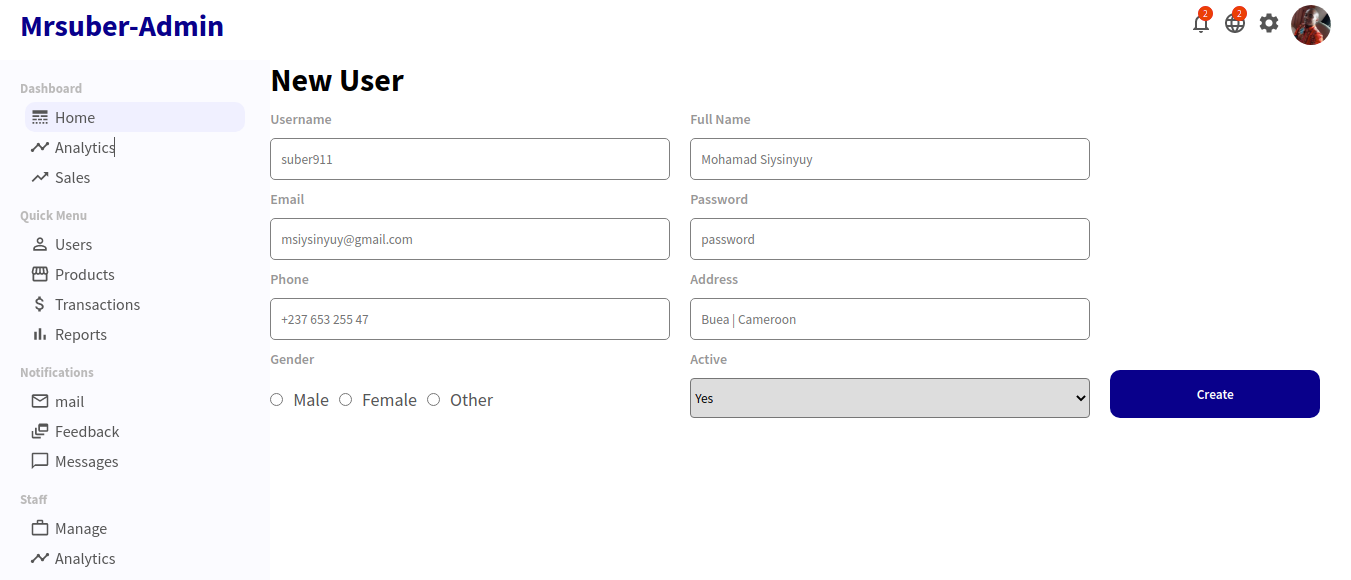 Mrsuber-Admin
2
2
Dashboard
Home
Analytics
Sales
Quick Menu
Users
Products
Transactions
Reports
Notifications
mail
Feedback
Messages
Staff
Manage
Analytics
New User
Username
Full Name
suber911
Mohamad Siysinyuy
Email
Password
msiysinyuy@gmail.com
password
Phone
Address
+237 653 255 47
Buea | Cameroon
Gender
Active
Male Female Other
Yes
Create